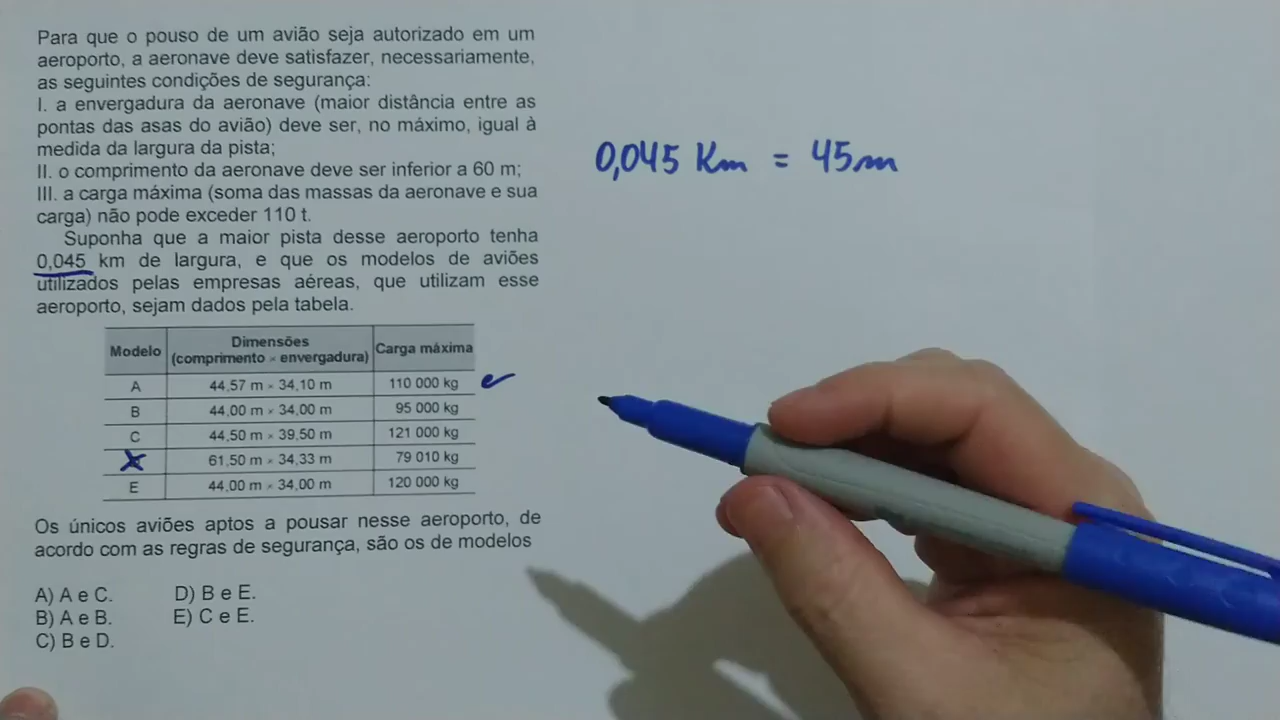 Para que o pouso de um avião seja autorizado em um
aeroporto, a aeronave deve satisfazer, necessariamente,
as seguintes condições de segurança:
I. a envergadura da aeronave (maior distância entre as
pontas das asas do avião) deve ser, no máximo, igual à
medida da largura da pista;
II. o comprimento da aeronave deve ser inferior a 60 m;
III. a carga máxima (soma das massas da aeronave e sua
carga) não pode exceder 110 t.
Suponha que a maior pista desse aeroporto tenha
0,045 km de largura, e que os modelos de aviões
utilizados pelas empresas aéreas, que utilizam esse
aeroporto, sejam dados pela tabela.
Modelo Dimensões (comprimento × envergadura) Carga máxima
A 44,57 m × 34,10 m 110 000 kg
B 44,00 m × 34,00 m 95 000 kg
C 44,50 m × 39,50 m 121 000 kg
61,50 m × 34,33 m 79 010 kg
E 44,00 m × 34,00 m 120 000 kg
Os únicos aviões aptos a pousar nesse aeroporto, de
acordo com as regras de segurança, são os de modelos
A) A e C. D) B e E.
B) A e B. E) C e E.
C) B e D.
0,045 Km = 45m